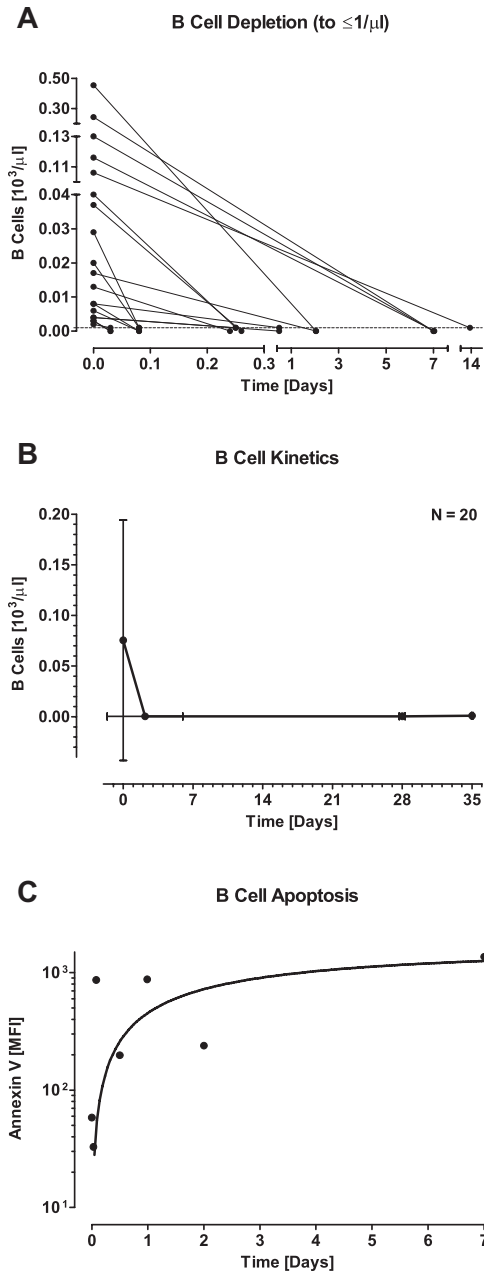 A
B Cell Depletion (to ≤1/μl)
B Cells [10³/μl]
0.50
0.30
0.13
0.11
0.04
0.03
0.02
0.01
0.00
0.0 0.1 0.2 0.3 1 3 5 7 14
Time [Days]
B
B Cell Kinetics
N = 20
B Cells [10³/μl]
0.20
0.15
0.10
0.05
0.00
0 7 14 21 28 35
Time [Days]
C
B Cell Apoptosis
Annexin V [MFI]
10³
10²
10¹
0 1 2 3 4 5 6 7
Time [Days]